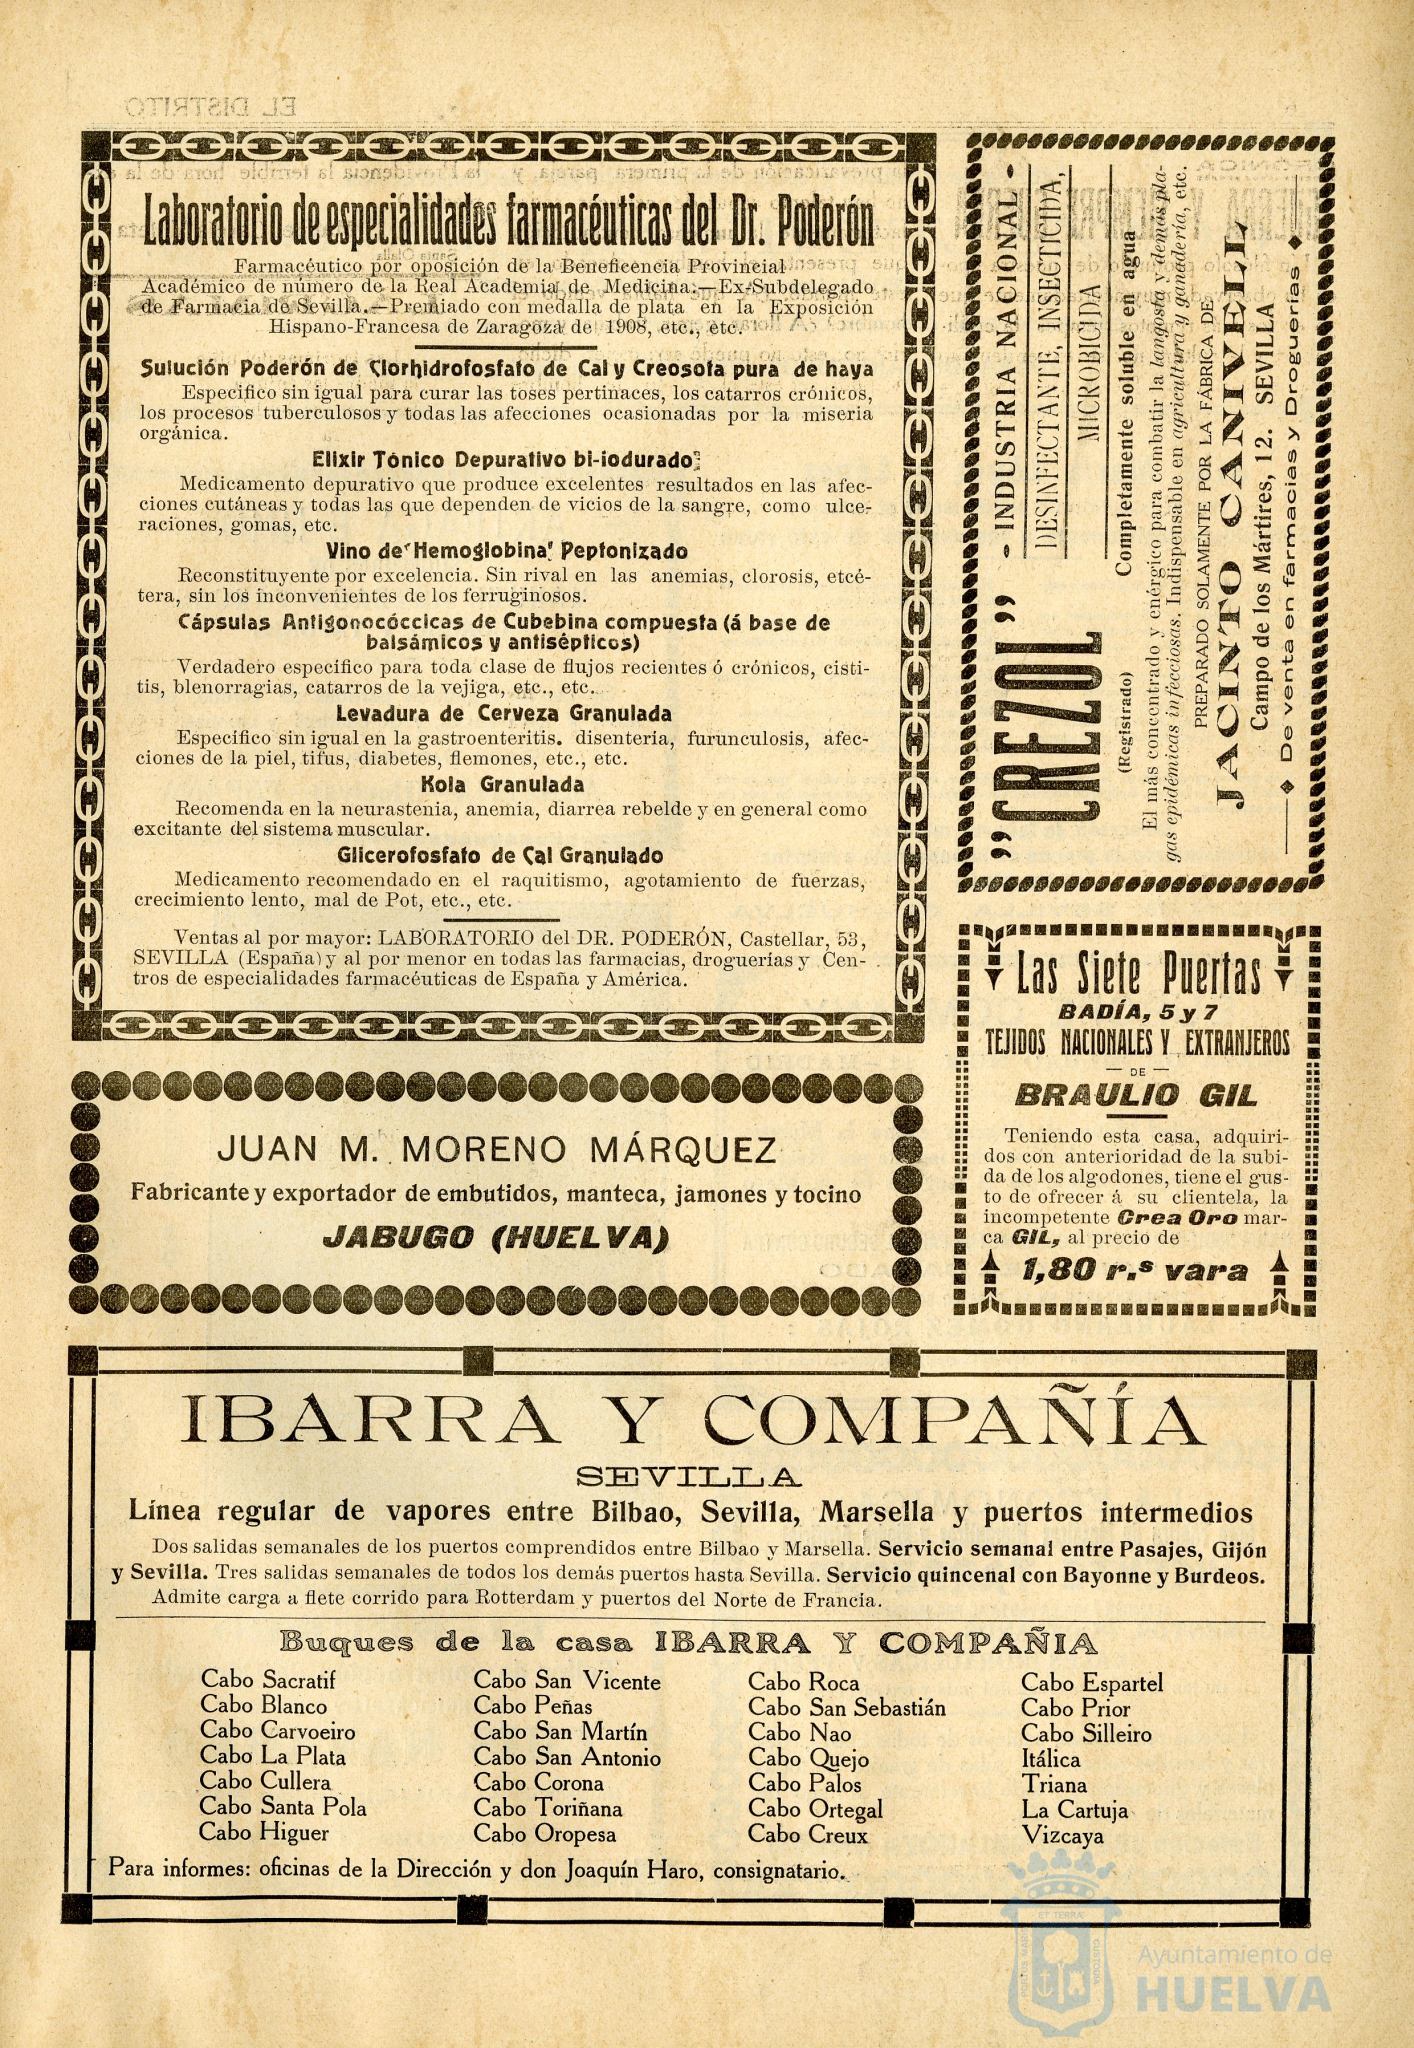 Laboratorio de especialidades farmacéuticas del Dr. Poderón
Farmacéutico por oposición de la Beneficencia Provincial
Académico de número de la Real Academia de Medicina.—Ex-Subdelegado
de Farmacia de Sevilla.—Premiado con medalla de plata en la Exposición
Hispano-Francesa de Zaragoza de 1908, etc., etc.
Sulución Poderón de Clorhidrofosfato de Cal y Creosota pura de haya
Especifico sin igual para curar las toses pertinaces, los catarros crónicos,
los procesos tuberculosos y todas las afecciones ocasionadas por la miseria
orgánica.
Elixir Tónico Depurativo bi-iodurado
Medicamento depurativo que produce excelentes resultados en las afec-
ciones cutáneas y todas las que dependen de vicios de la sangre, como ulce-
raciones, gomas, etc.
Vino de Hemoglobina Peptonizado
Reconstituyente por excelencia. Sin rival en las anemias, clorosis, etcé-
tera, sin los inconvenientes de los ferruginosos.
Cápsulas Antigonocóccicas de Cubebina compuesta (á base de
balsámicos y antisépticos)
Verdadero específico para toda clase de flujos recientes ó crónicos, cisti-
tis, blenorragias, catarros de la vejiga, etc., etc.
Levadura de Cerveza Granulada
Específico sin igual en la gastroenteritis. disenteria, furunculosis, afec-
ciones de la piel, tifus, diabetes, flemones, etc., etc.
Kola Granulada
Recomenda en la neurastenia, anemia, diarrea rebelde y en general como
excitante del sistema muscular.
Glicerofosfato de Cal Granulado
Medicamento recomendado en el raquitismo, agotamiento de fuerzas,
crecimiento lento, mal de Pot, etc., etc.
Ventas al por mayor: LABORATORIO del DR. PODERÓN, Castellar, 53,
SEVILLA (España) y al por menor en todas las farmacias, droguerías y Cen-
tros de especialidades farmacéuticas de España y América.
"CREZOL"
(Registrado)
- INDUSTRIA NACIONAL -
DESINFECTANTE, INSECTICIDA,
MICROBICIDA
Completamente soluble en agua
El más concentrado y enérgico para combatir la langosta y demás pla-
gas epidémicas infecciosas. Indispensable en agricultura y ganadería, etc.
PREPARADO SOLAMENTE POR LA FÁBRICA DE
JACINTO CANIVELL
Campo de los Mártires, 12. SEVILLA
De venta en farmacias y Droguerías
Las Siete Puertas
BADÍA, 5 y 7
TEJIDOS NACIONALES Y EXTRANJEROS
— DE —
BRAULIO GIL
Teniendo esta casa, adquiri-
dos con anterioridad de la subi-
da de los algodones, tiene el gus-
to de ofrecer á su clientela, la
incompetente Crea Oro mar-
ca GIL, al precio de
1,80 r.s vara
JUAN M. MORENO MÁRQUEZ
Fabricante y exportador de embutidos, manteca, jamones y tocino
JABUGO (HUELVA)
IBARRA Y COMPAÑÍA
SEVILLA
Línea regular de vapores entre Bilbao, Sevilla, Marsella y puertos intermedios
Dos salidas semanales de los puertos comprendidos entre Bilbao y Marsella. Servicio semanal entre Pasajes, Gijón
y Sevilla. Tres salidas semanales de todos los demás puertos hasta Sevilla. Servicio quincenal con Bayonne y Burdeos.
Admite carga a flete corrido para Rotterdam y puertos del Norte de Francia.
Buques de la casa IBARRA Y COMPAÑIA
Cabo Sacratif
Cabo Blanco
Cabo Carvoeiro
Cabo La Plata
Cabo Cullera
Cabo Santa Pola
Cabo Higuer
Cabo San Vicente
Cabo Peñas
Cabo San Martín
Cabo San Antonio
Cabo Corona
Cabo Toriñana
Cabo Oropesa
Cabo Roca
Cabo San Sebastián
Cabo Nao
Cabo Quejo
Cabo Palos
Cabo Ortegal
Cabo Creux
Cabo Espartel
Cabo Prior
Cabo Silleiro
Itálica
Triana
La Cartuja
Vizcaya
Para informes: oficinas de la Dirección y don Joaquín Haro, consignatario.
Ayuntamiento de
HUELVA